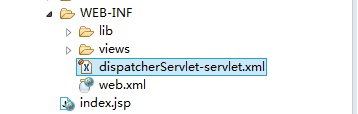 WEB-INF
lib
views
dispatcherServlet-servlet.xml
web.xml
index.jsp